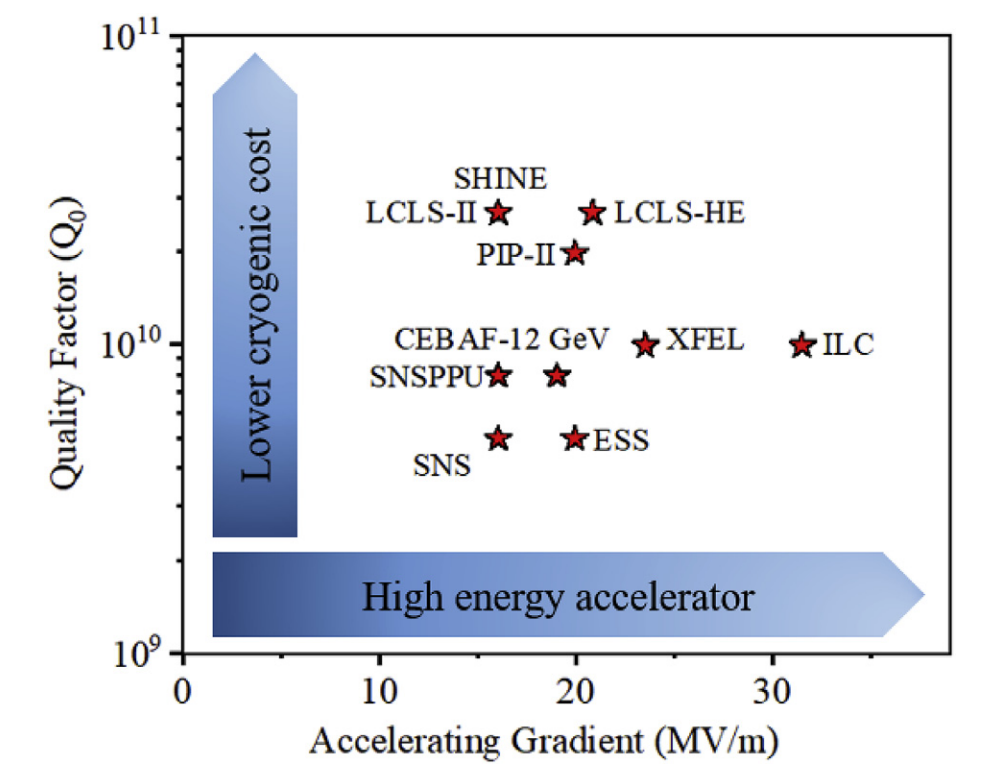 10¹¹
Lower cryogenic cost
SHINE
LCLS-II
LCLS-HE
PIP-II
Quality Factor (Q₀)
10¹⁰
CEBAF-12 GeV
XFEL
ILC
SNSPPU
ESS
SNS
High energy accelerator
10⁹
0 10 20 30
Accelerating Gradient (MV/m)